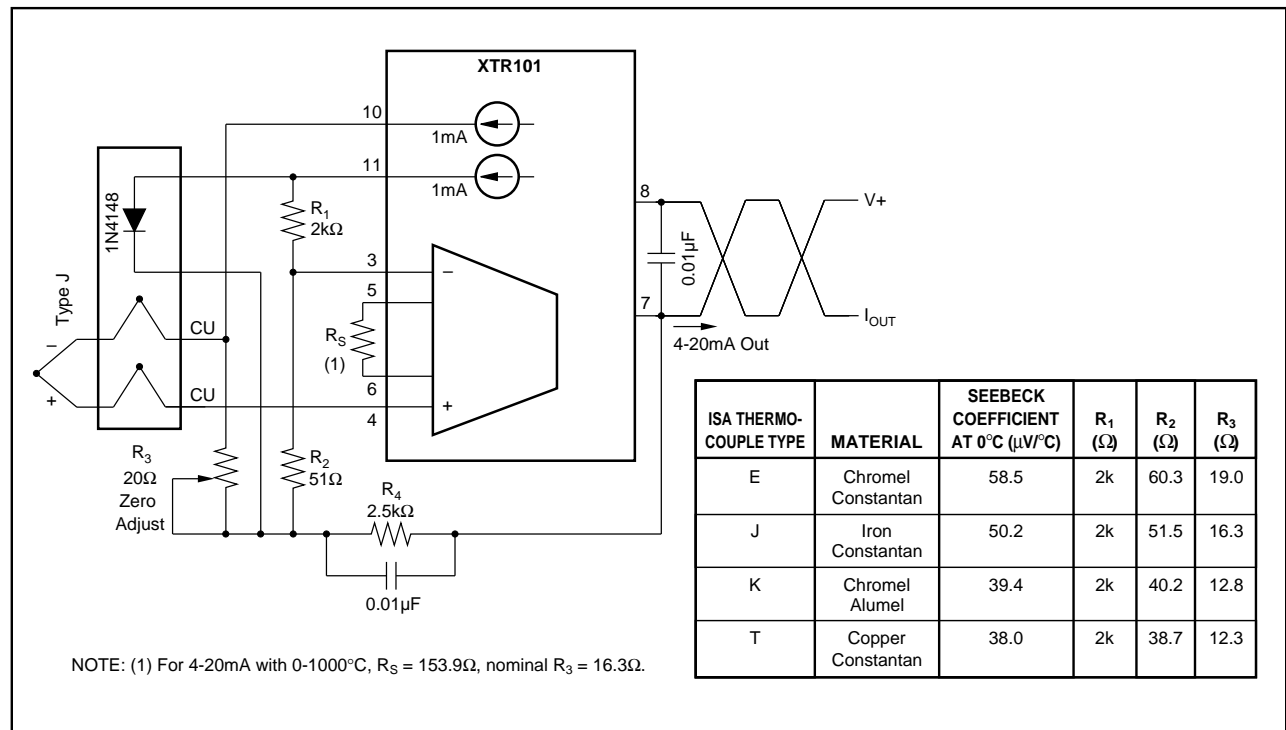 XTR101
10
1mA
11
1mA
1N4148
R1
2kΩ
3
–
5
RS
(1)
6
+
4
Type J
–
+
CU
CU
R3
20Ω
Zero
Adjust
R2
51Ω
R4
2.5kΩ
0.01µF
8
0.01µF
7
V+
IOUT
4-20mA Out
ISA THERMO-
COUPLE TYPE
MATERIAL
SEEBECK
COEFFICIENT
AT 0°C (µV/°C)
R1
(Ω)
R2
(Ω)
R3
(Ω)
E
Chromel
Constantan
58.5
2k
60.3
19.0
J
Iron
Constantan
50.2
2k
51.5
16.3
K
Chromel
Alumel
39.4
2k
40.2
12.8
T
Copper
Constantan
38.0
2k
38.7
12.3
NOTE: (1) For 4-20mA with 0-1000°C, RS = 153.9Ω, nominal R3 = 16.3Ω.